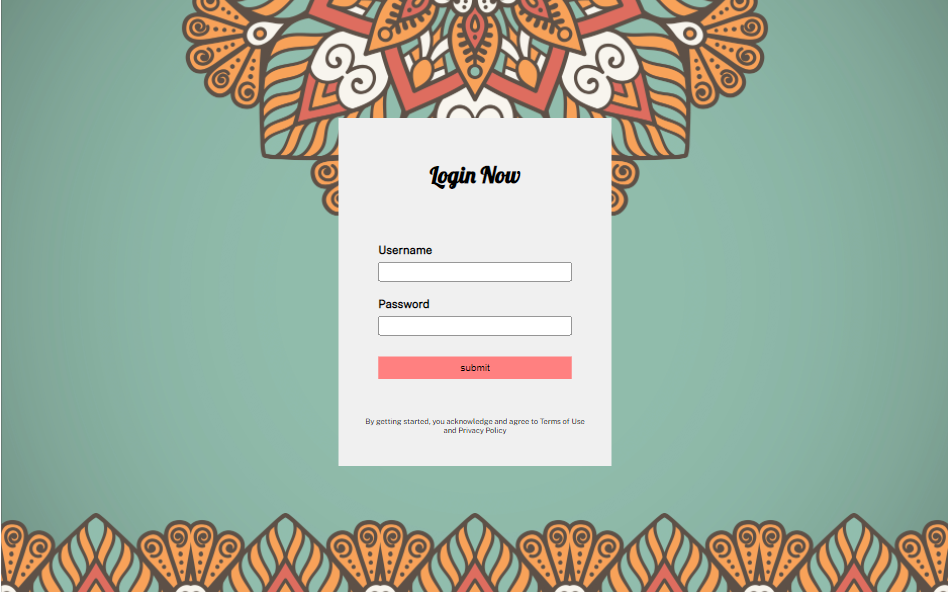 Login Now
Username
Password
submit
By getting started, you acknowledge and agree to Terms of Use
and Privacy Policy